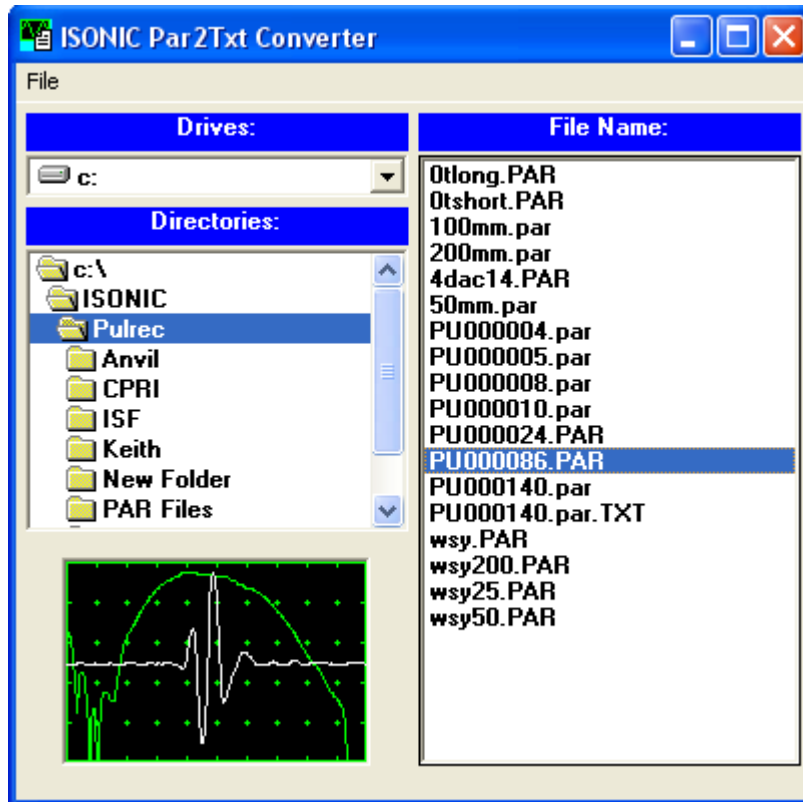 ISONIC Par2Txt Converter
File
Drives:
c:
Directories:
c:\
ISONIC
Pulrec
Anvil
CPRI
ISF
Keith
New Folder
PAR Files
File Name:
0tlong.PAR
0tshort.PAR
100mm.par
200mm.par
4dac14.PAR
50mm.par
PU000004.par
PU000005.par
PU000008.par
PU000010.par
PU000024.PAR
PU000086.PAR
PU000140.par
PU000140.par.TXT
wsy.PAR
wsy200.PAR
wsy25.PAR
wsy50.PAR